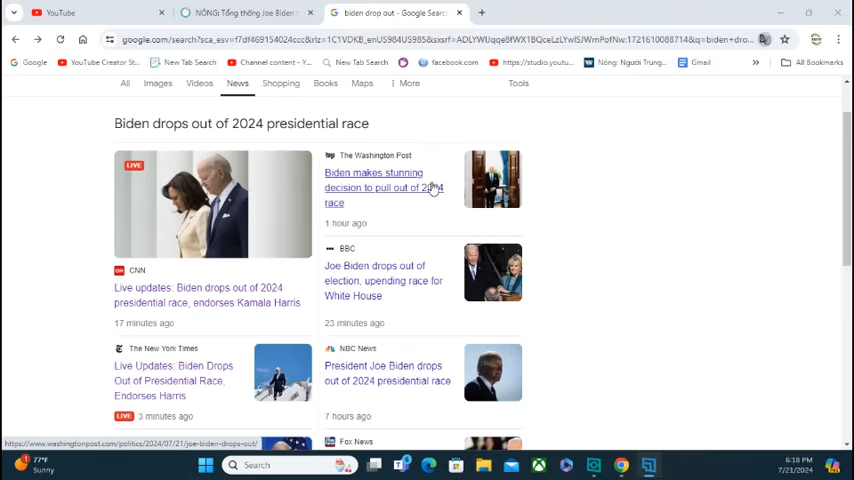 YouTube
NÓNG: Tổng thống Joe Biden
biden drop out - Google Sear
google.com/search?sca_esv=f7df469154024ccc&rlz=1C1VDKB_enUS984US985&sxsrf=
q=biden+dro...
Google
YouTube Creator St...
New Tab Search
Channel content - Y...
New Tab Search
facebook.com
https://studio.youtu...
Nóng: Người Trung...
Gmail
All Bookmarks
All
Images
Videos
News
Shopping
Books
Maps
More
Tools
Biden drops out of 2024 presidential race
LIVE
CNN
Live updates: Biden drops out of 2024
presidential race, endorses Kamala Harris
17 minutes ago
The Washington Post
Biden makes stunning
decision to pull out of 2024
race
1 hour ago
BBC
Joe Biden drops out of
election, upending race for
White House
23 minutes ago
The New York Times
Live Updates: Biden Drops
Out of Presidential Race,
Endorses Harris
LIVE 3 minutes ago
NBC News
President Joe Biden drops
out of 2024 presidential race
7 hours ago
Fox News
https://www.washingtonpost.com/politics/2024/07/21/joe-biden-drops-out/
77°F
Sunny
Search
6:18 PM
7/21/2024